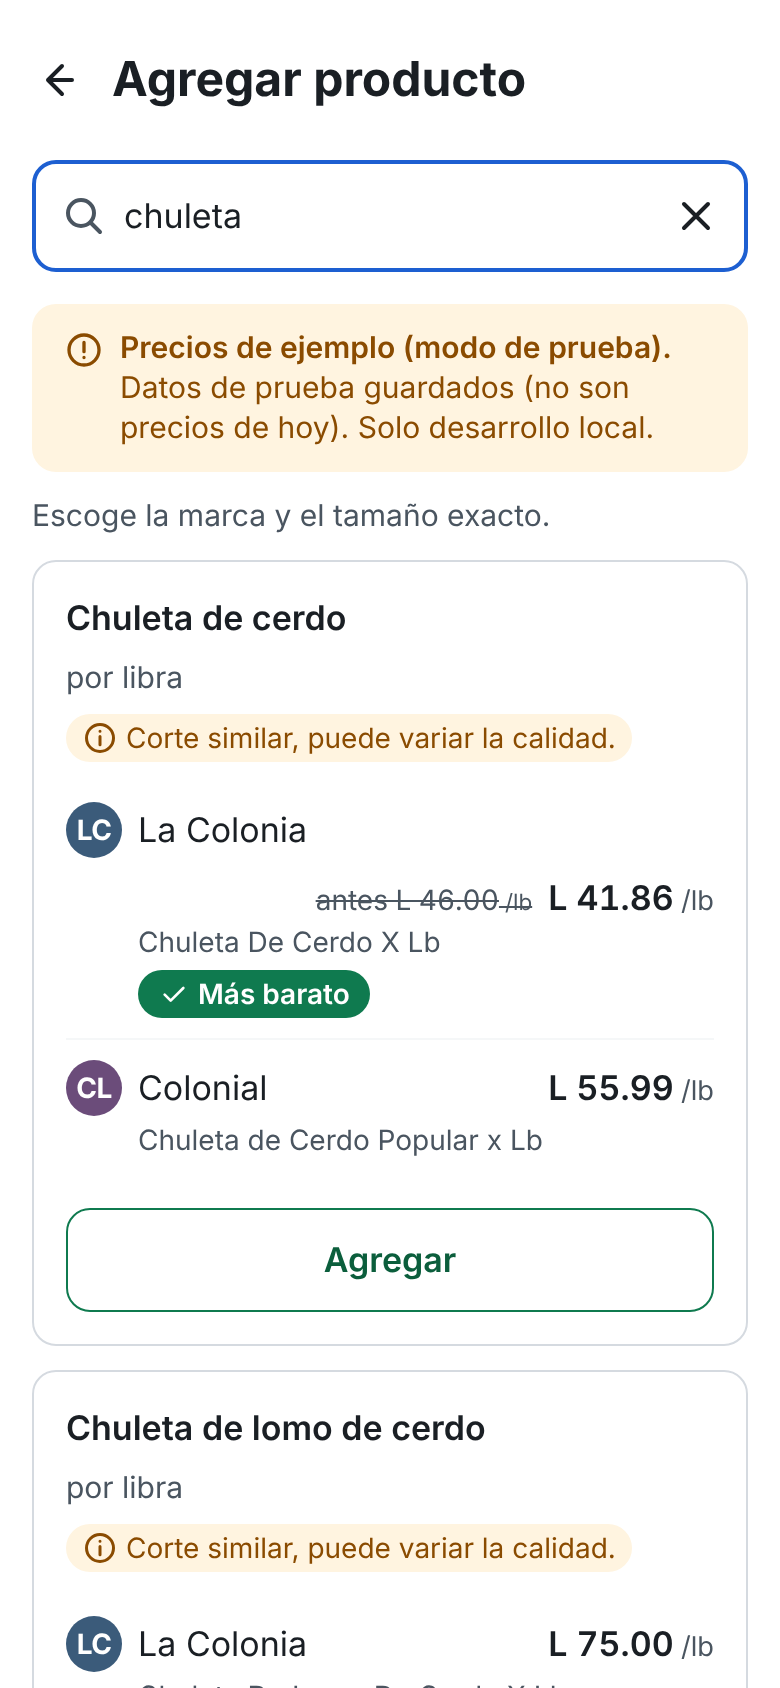 Agregar producto
chuleta
Precios de ejemplo (modo de prueba).
Datos de prueba guardados (no son
precios de hoy). Solo desarrollo local.
Escoge la marca y el tamaño exacto.
Chuleta de cerdo
por libra
Corte similar, puede variar la calidad.
LC La Colonia
antes L 46.00 /lb L 41.86 /lb
Chuleta De Cerdo X Lb
Más barato
CL Colonial L 55.99 /lb
Chuleta de Cerdo Popular x Lb
Agregar
Chuleta de lomo de cerdo
por libra
Corte similar, puede variar la calidad.
LC La Colonia L 75.00 /lb